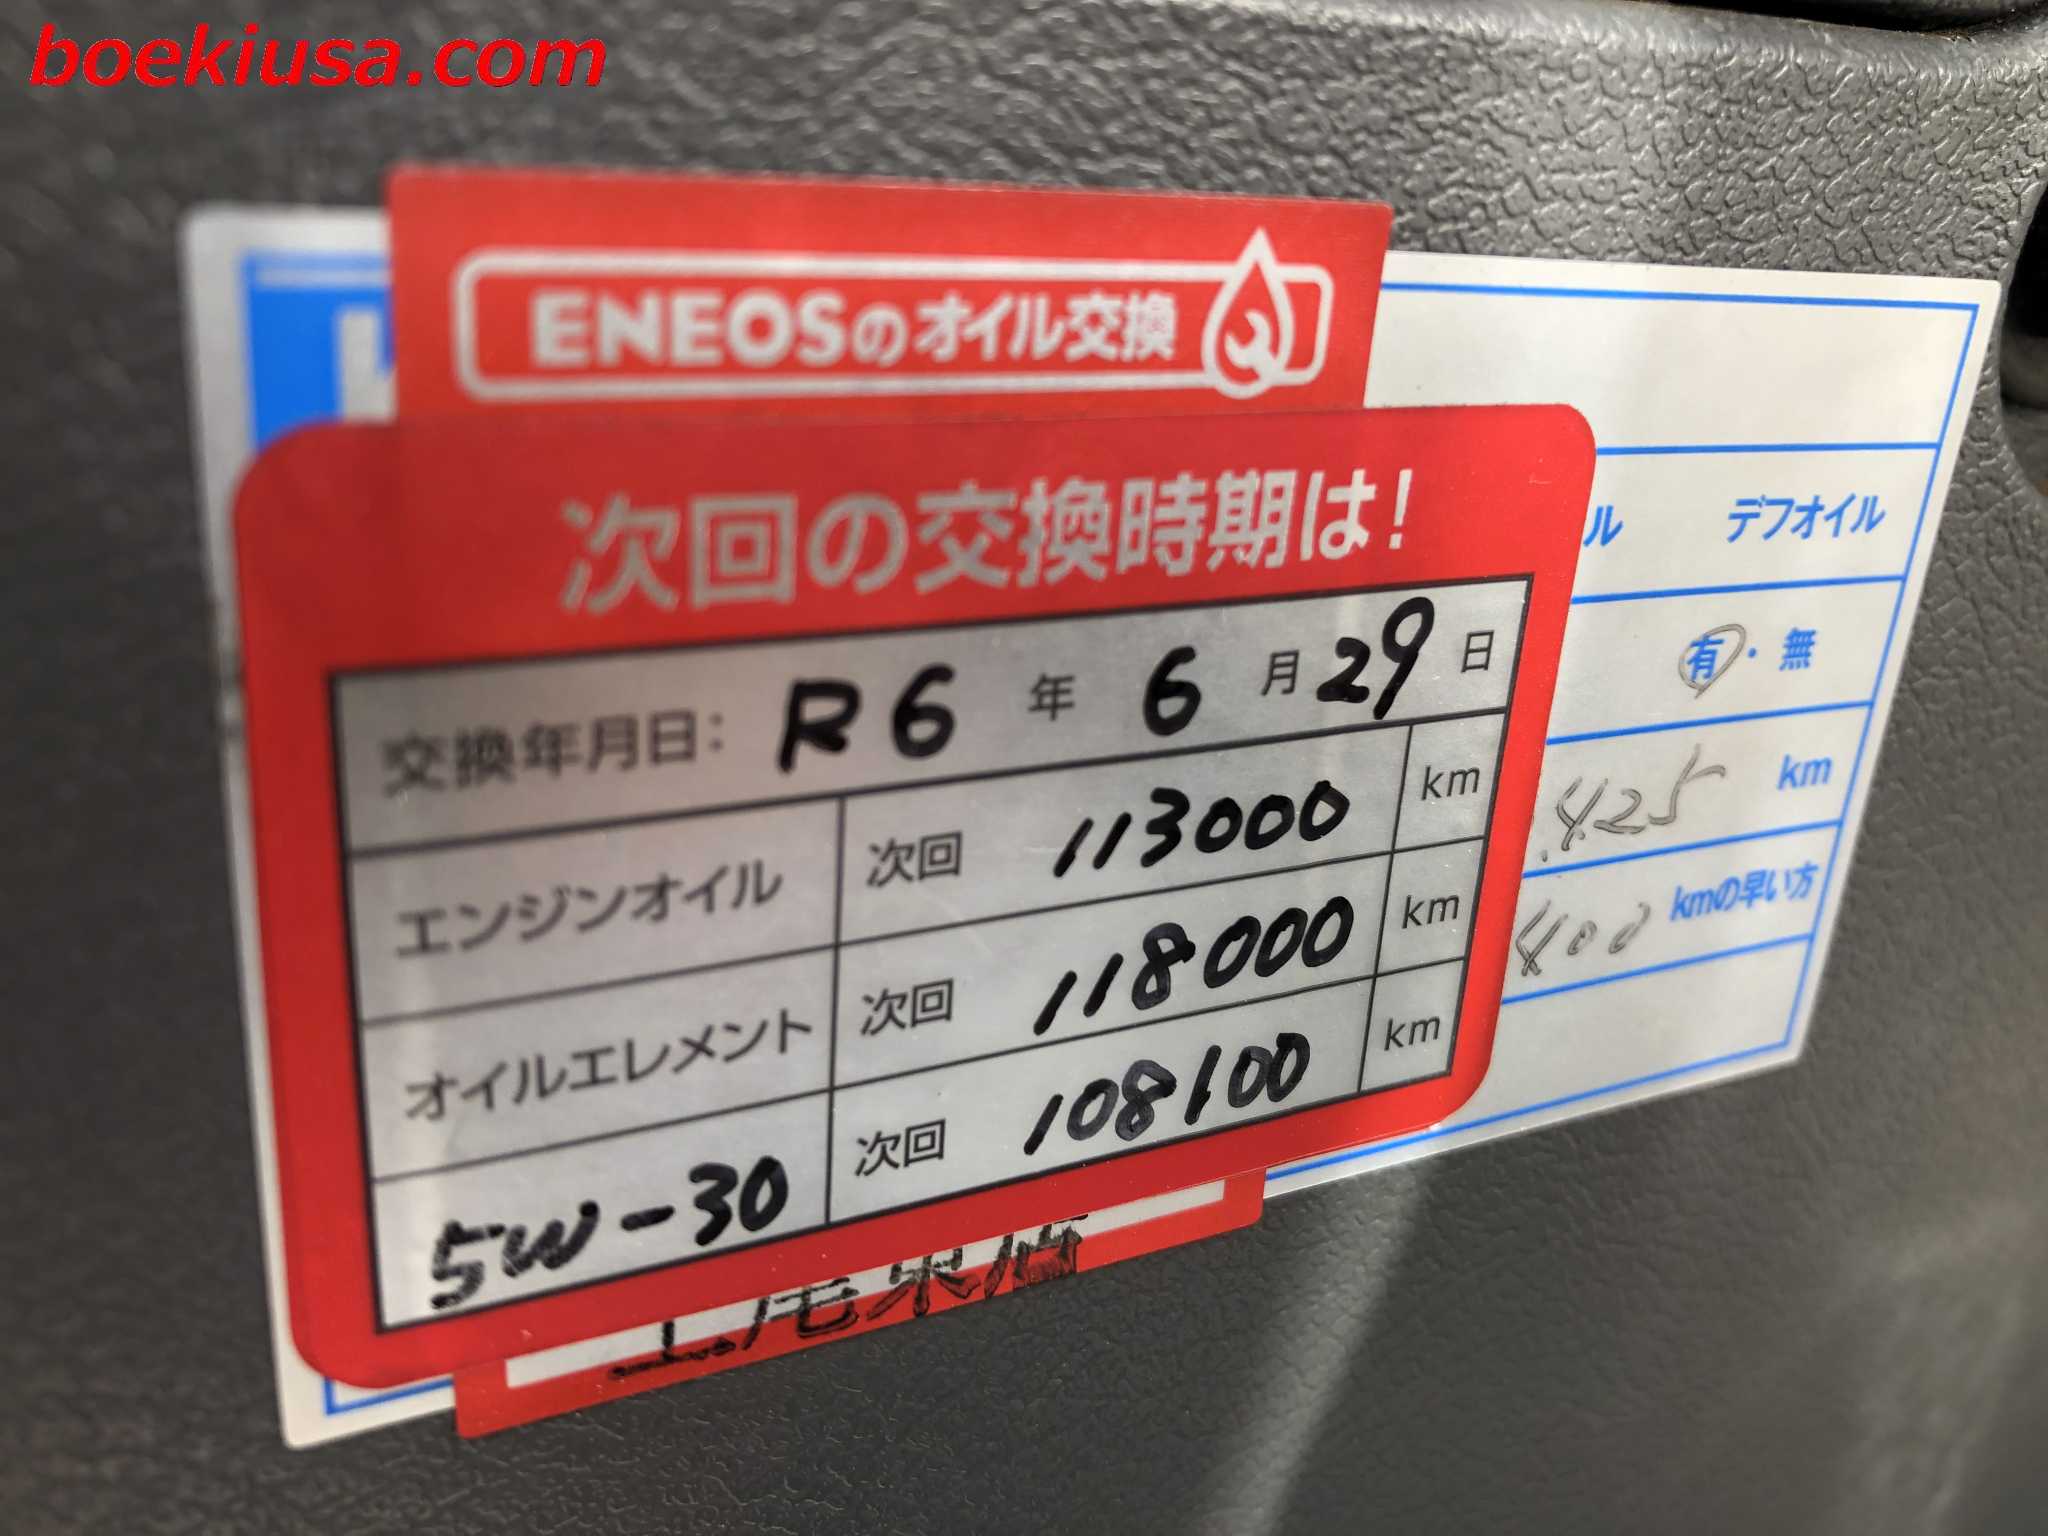 boekiusa.com
ENEOSのオイル交換
次回の交換時期は!
交換年月日: R6 年 6 月 29 日
エンジンオイル 次回 113000 km
オイルエレメント 次回 118000 km
5W-30 次回 108100 km
ル デフオイル
有・無
.425 km
400 kmの早い方